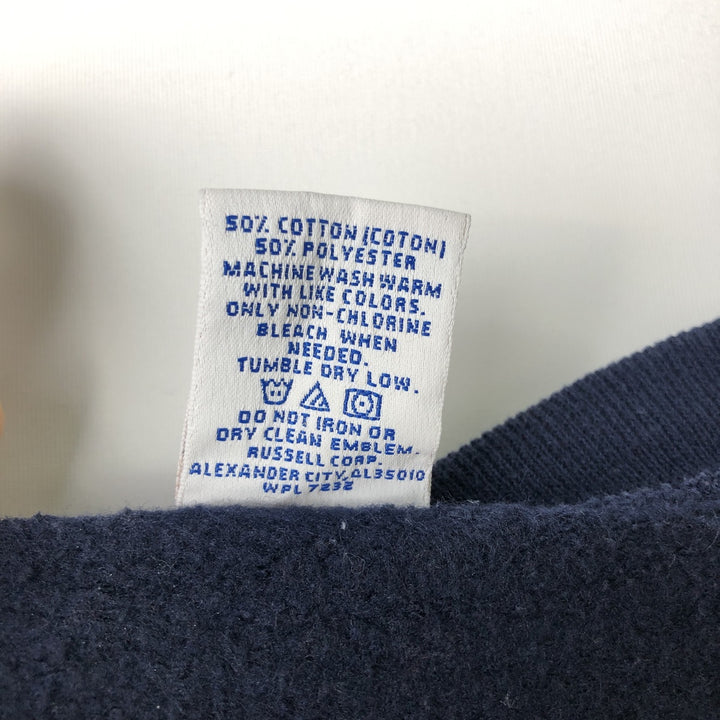 50% COTTON (COTON)
50% POLYESTER
MACHINE WASH WARM
WITH LIKE COLORS.
ONLY NON-CHLORINE
BLEACH WHEN
NEEDED.
TUMBLE DRY LOW.
DO NOT IRON OR
DRY CLEAN EMBLEM.
RUSSELL CORP.
ALEXANDER CITY, AL35010
WPL 7232